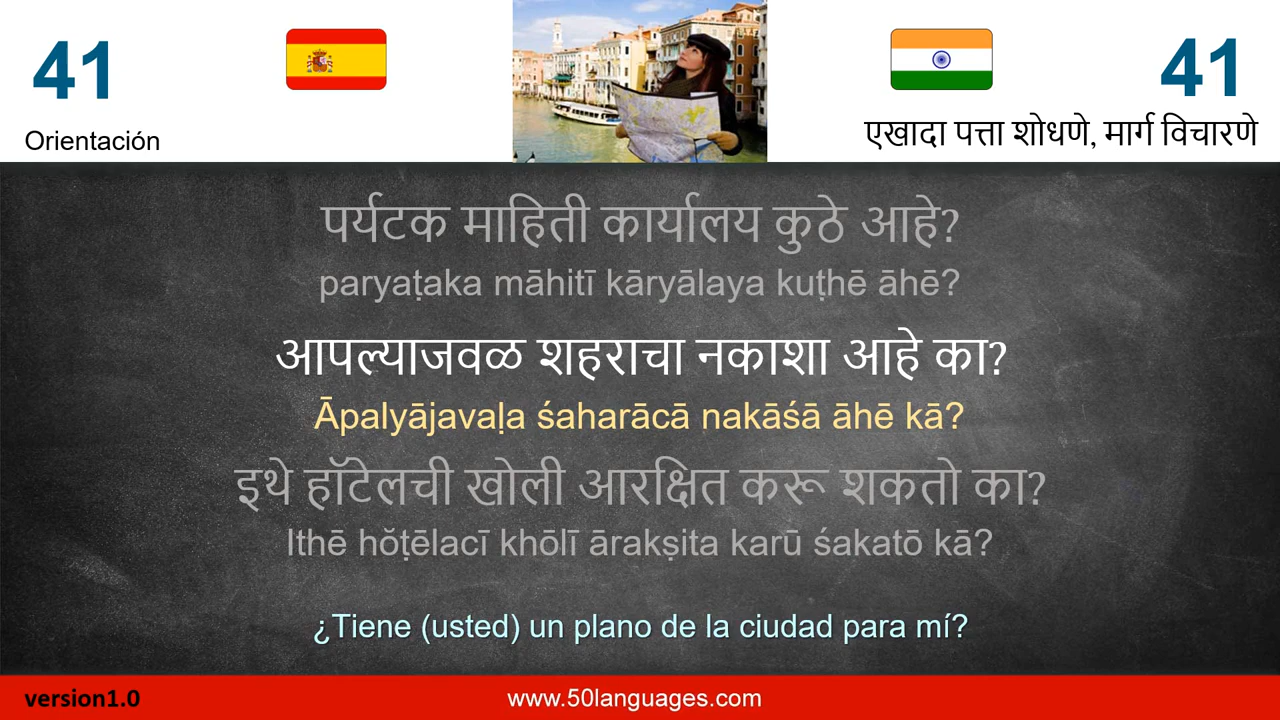 41
41
Orientación
एखादा पत्ता शोधणे, मार्ग विचारणे
पर्यटक माहिती कार्यालय कुठे आहे?
paryaṭaka māhitī kāryālaya kuṭhē āhē?
आपल्याजवळ शहराचा नकाशा आहे का?
Āpalyājavaḷa śaharācā nakāśā āhē kā?
इथे हॉटेलची खोली आरक्षित करू शकतो का?
Ithē hŏṭēlacī khōlī ārakṣita karū śakatō kā?
¿Tiene (usted) un plano de la ciudad para mí?
version1.0
www.50languages.com